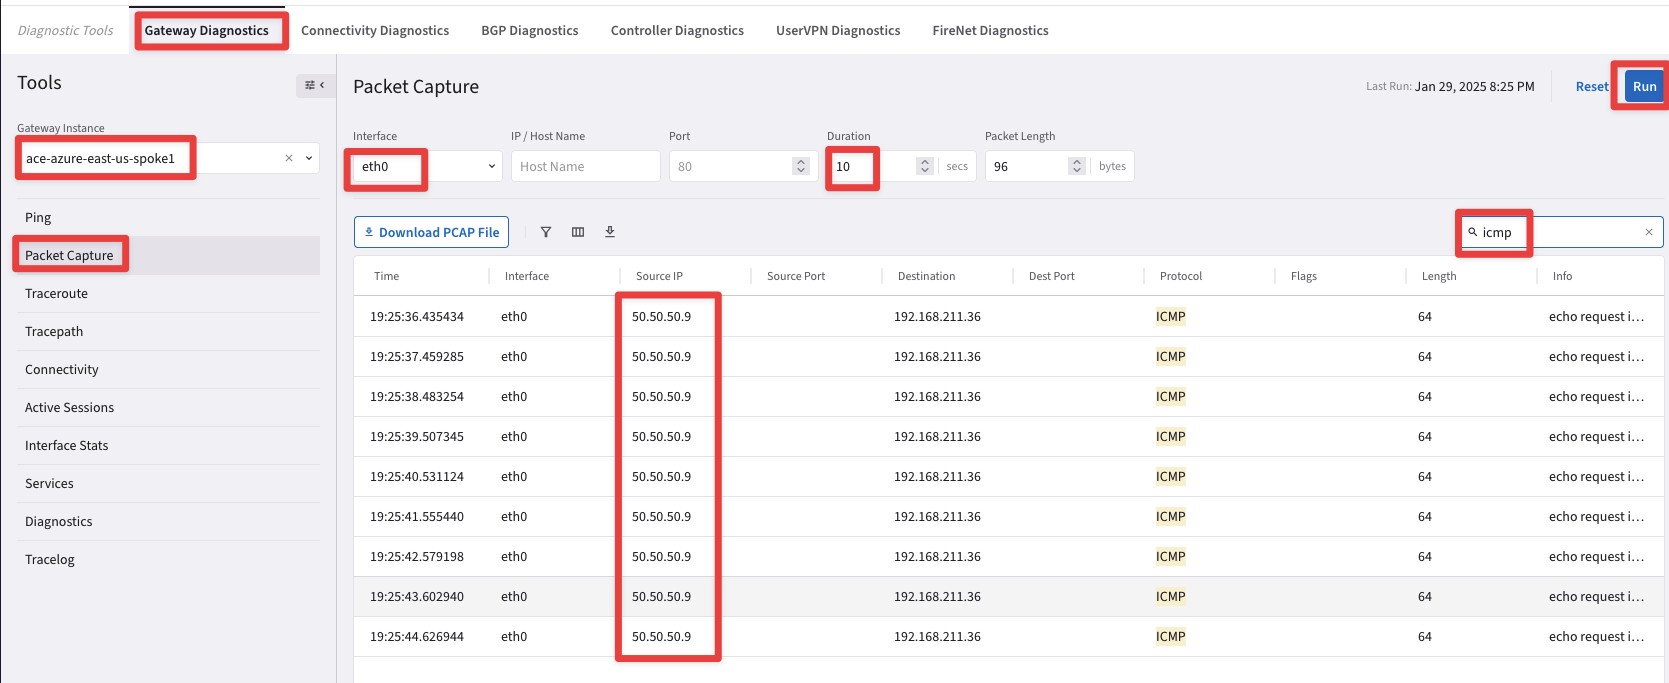 Diagnostic Tools Gateway Diagnostics Connectivity Diagnostics BGP Diagnostics Controller Diagnostics UserVPN Diagnostics FireNet Diagnostics
Tools
Gateway Instance
ace-azure-east-us-spoke1
Ping
Packet Capture
Traceroute
Tracepath
Connectivity
Active Sessions
Interface Stats
Services
Diagnostics
Tracelog
Packet Capture
Last Run: Jan 29, 2025 8:25 PM Reset Run
Interface IP / Host Name Port Duration Packet Length
eth0 Host Name 80 10 secs 96 bytes
Download PCAP File icmp
Time Interface Source IP Source Port Destination Dest Port Protocol Flags Length Info
19:25:36.435434 eth0 50.50.50.9 192.168.211.36 ICMP 64 echo request i...
19:25:37.459285 eth0 50.50.50.9 192.168.211.36 ICMP 64 echo request i...
19:25:38.483254 eth0 50.50.50.9 192.168.211.36 ICMP 64 echo request i...
19:25:39.507345 eth0 50.50.50.9 192.168.211.36 ICMP 64 echo request i...
19:25:40.531124 eth0 50.50.50.9 192.168.211.36 ICMP 64 echo request i...
19:25:41.555440 eth0 50.50.50.9 192.168.211.36 ICMP 64 echo request i...
19:25:42.579198 eth0 50.50.50.9 192.168.211.36 ICMP 64 echo request i...
19:25:43.602940 eth0 50.50.50.9 192.168.211.36 ICMP 64 echo request i...
19:25:44.626944 eth0 50.50.50.9 192.168.211.36 ICMP 64 echo request i...